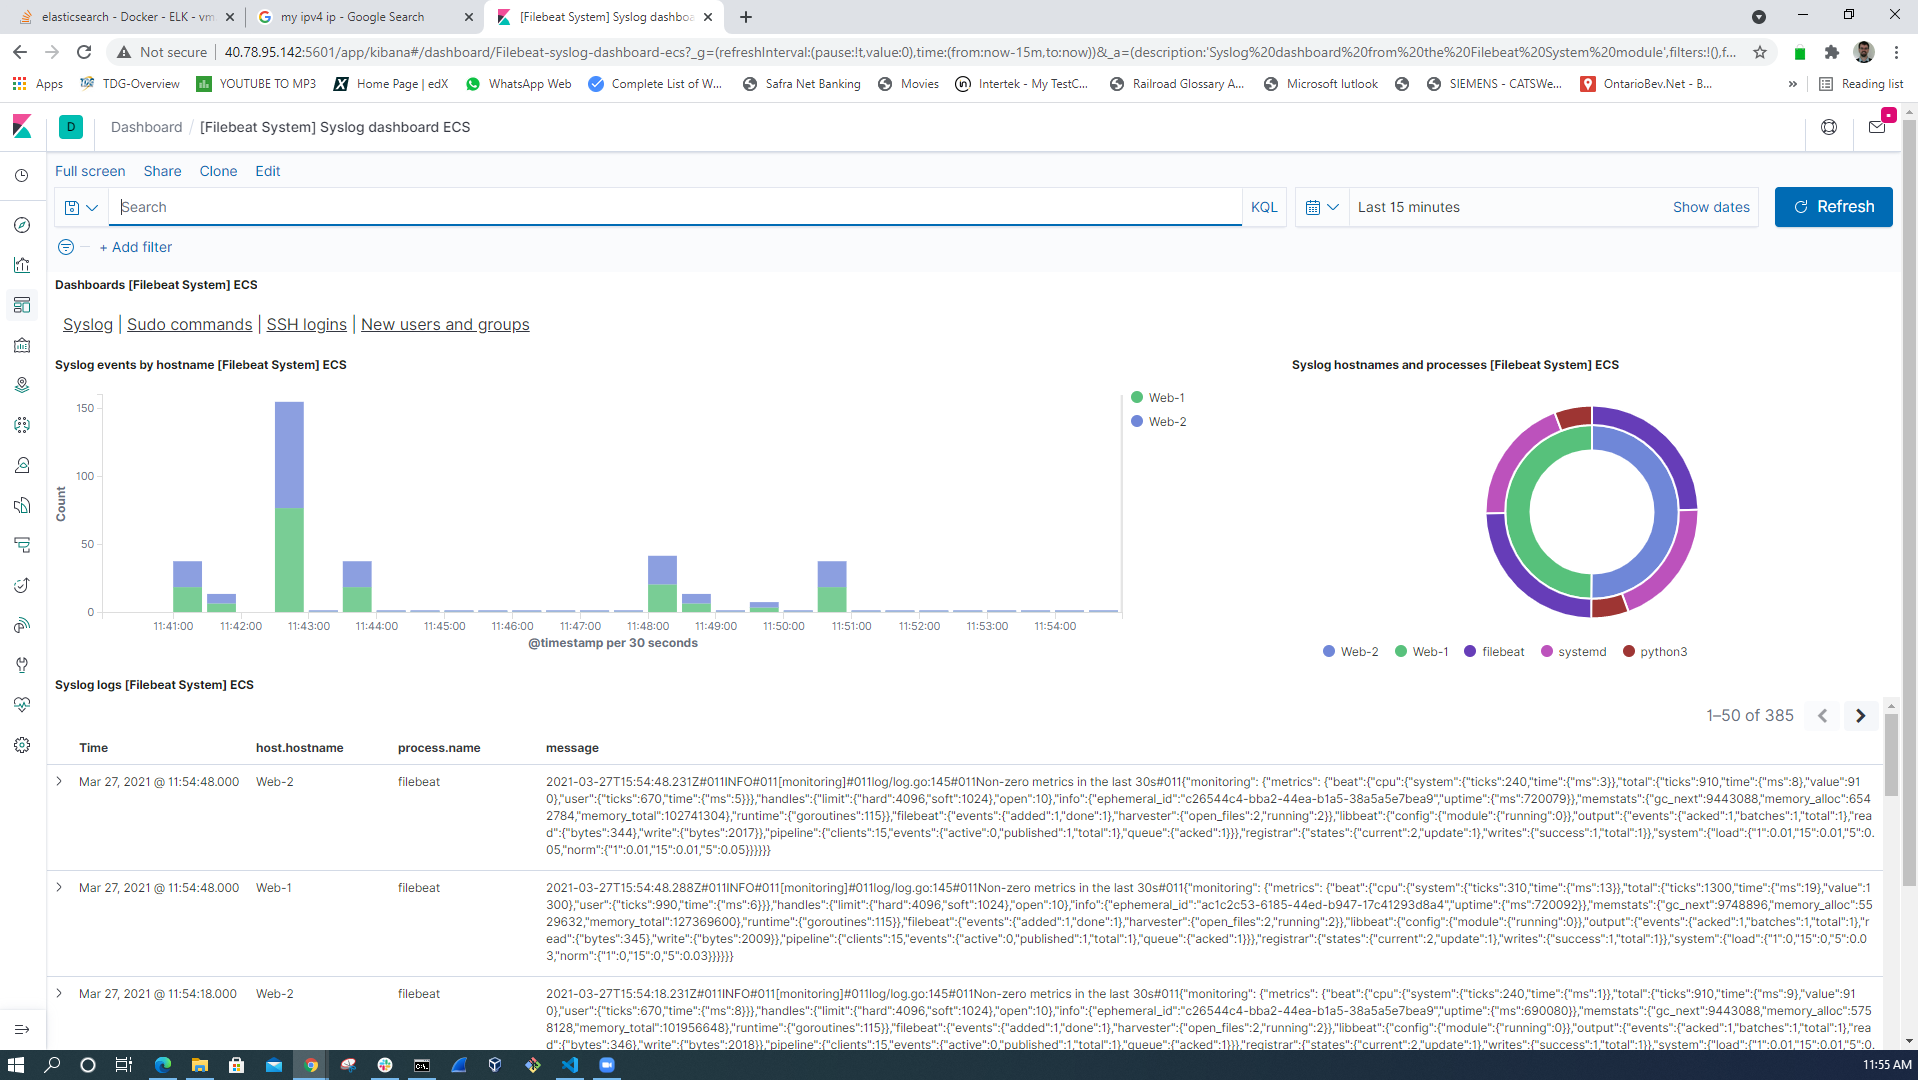 elasticsearch - Docker - ELK - vm.
my ipv4 ip - Google Search
[Filebeat System] Syslog dashboa
Not secure
40.78.95.142:5601/app/kibana#/dashboard/Filebeat-syslog-dashboard-ecs?_g=(refreshInterval:(pause:!t,value:0),time:(from:now-15m,to:now))&_a=(description:'Syslog%20dashboard%20from%20the%20Filebeat%20System%20module',filters:!(),f...
Apps
TDG-Overview
YOUTUBE TO MP3
Home Page | edX
WhatsApp Web
Complete List of W...
Safra Net Banking
Movies
Intertek - My TestC...
Railroad Glossary A...
Microsoft Iutlook
SIEMENS - CATSWe...
OntarioBev.Net - B...
»
Reading list
D
Dashboard / [Filebeat System] Syslog dashboard ECS
Full screen
Share
Clone
Edit
Search
KQL
Last 15 minutes
Show dates
Refresh
+ Add filter
Dashboards [Filebeat System] ECS
Syslog | Sudo commands | SSH logins | New users and groups
Syslog events by hostname [Filebeat System] ECS
Count
150
100
50
0
11:41:00
11:42:00
11:43:00
11:44:00
11:45:00
11:46:00
11:47:00
11:48:00
11:49:00
11:50:00
11:51:00
11:52:00
11:53:00
11:54:00
@timestamp per 30 seconds
Web-1
Web-2
Syslog hostnames and processes [Filebeat System] ECS
Web-2
Web-1
filebeat
systemd
python3
Syslog logs [Filebeat System] ECS
1–50 of 385
Time
host.hostname
process.name
message
Mar 27, 2021 @ 11:54:48.000
Web-2
filebeat
2021-03-27T15:54:48.231Z#011INFO#011[monitoring]#011log/log.go:145#011Non-zero metrics in the last 30s#011{"monitoring": {"metrics": {"beat":{"cpu":{"system":{"ticks":240,"time":{"ms":3}},"total":{"ticks":910,"time":{"ms":8},"value":91
0},"user":{"ticks":670,"time":{"ms":5}}},"handles":{"limit":{"hard":4096,"soft":1024},"open":10},"info":{"ephemeral_id":"c26544c4-bba2-44ea-b1a5-38a5a5e7bea9","uptime":{"ms":720079}},"memstats":{"gc_next":9443088,"memory_alloc":654
2784,"memory_total":102741304},"runtime":{"goroutines":115}},"filebeat":{"events":{"added":1,"done":1},"harvester":{"open_files":2,"running":2}},"libbeat":{"config":{"module":{"running":0}},"output":{"events":{"acked":1,"batches":1,"total":1},"rea
d":{"bytes":344},"write":{"bytes":2017}},"pipeline":{"clients":15,"events":{"active":0,"published":1,"total":1},"queue":{"acked":1}}},"registrar":{"states":{"current":2,"update":1},"writes":{"success":1,"total":1}},"system":{"load":{"1":0.01,"15":0.01,"5":0.
05,"norm":{"1":0.01,"15":0.01,"5":0.05}}}}}}
Mar 27, 2021 @ 11:54:48.000
Web-1
filebeat
2021-03-27T15:54:48.288Z#011INFO#011[monitoring]#011log/log.go:145#011Non-zero metrics in the last 30s#011{"monitoring": {"metrics": {"beat":{"cpu":{"system":{"ticks":310,"time":{"ms":13}},"total":{"ticks":1300,"time":{"ms":19},"value":1
300},"user":{"ticks":990,"time":{"ms":6}}},"handles":{"limit":{"hard":4096,"soft":1024},"open":10},"info":{"ephemeral_id":"ac1c2c53-6185-44ed-b947-17c41293d8a4","uptime":{"ms":720092}},"memstats":{"gc_next":9748896,"memory_alloc":55
29632,"memory_total":127369600},"runtime":{"goroutines":115}},"filebeat":{"events":{"added":1,"done":1},"harvester":{"open_files":2,"running":2}},"libbeat":{"config":{"module":{"running":0}},"output":{"events":{"acked":1,"batches":1,"total":1},"
read":{"bytes":345},"write":{"bytes":2009}},"pipeline":{"clients":15,"events":{"active":0,"published":1,"total":1},"queue":{"acked":1}}},"registrar":{"states":{"current":2,"update":1},"writes":{"success":1,"total":1}},"system":{"load":{"1":0,"15":0,"5":0.0
3,"norm":{"1":0,"15":0,"5":0.03}}}}}}
Mar 27, 2021 @ 11:54:18.000
Web-2
filebeat
2021-03-27T15:54:18.231Z#011INFO#011[monitoring]#011log/log.go:145#011Non-zero metrics in the last 30s#011{"monitoring": {"metrics": {"beat":{"cpu":{"system":{"ticks":240,"time":{"ms":1}},"total":{"ticks":910,"time":{"ms":9},"value":91
0},"user":{"ticks":670,"time":{"ms":8}}},"handles":{"limit":{"hard":4096,"soft":1024},"open":10},"info":{"ephemeral_id":"c26544c4-bba2-44ea-b1a5-38a5a5e7bea9","uptime":{"ms":690080}},"memstats":{"gc_next":9443088,"memory_alloc":575
8128,"memory_total":101956648},"runtime":{"goroutines":115}},"filebeat":{"events":{"added":1,"done":1},"harvester":{"open_files":2,"running":2}},"libbeat":{"config":{"module":{"running":0}},"output":{"events":{"acked":1,"batches":1,"total":1},"rea
d":{"bytes":346},"write":{"bytes":2018}},"pipeline":{"clients":15,"events":{"active":0,"published":1,"total":1},"queue":{"acked":1}}},"registrar":{"states":{"current":2,"update":1},"writes":{"success":1,"total":1}},"system":{"load":{"1":0.01,"15":0.01,"5":0.
11:55 AM